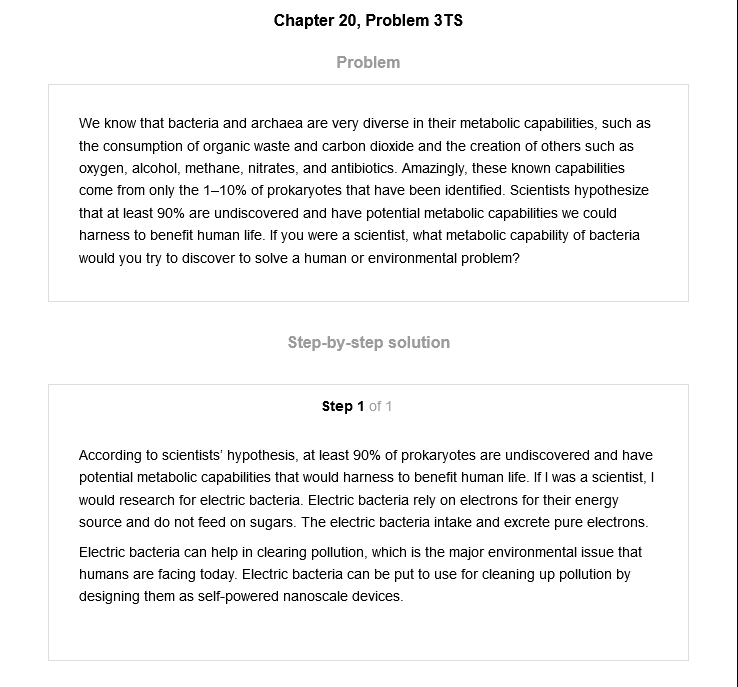 Chapter 20, Problem 3TS
Problem
We know that bacteria and archaea are very diverse in their metabolic capabilities, such as
the consumption of organic waste and carbon dioxide and the creation of others such as
oxygen, alcohol, methane, nitrates, and antibiotics. Amazingly, these known capabilities
come from only the 1–10% of prokaryotes that have been identified. Scientists hypothesize
that at least 90% are undiscovered and have potential metabolic capabilities we could
harness to benefit human life. If you were a scientist, what metabolic capability of bacteria
would you try to discover to solve a human or environmental problem?
Step-by-step solution
Step 1 of 1
According to scientists' hypothesis, at least 90% of prokaryotes are undiscovered and have
potential metabolic capabilities that would harness to benefit human life. If I was a scientist, I
would research for electric bacteria. Electric bacteria rely on electrons for their energy
source and do not feed on sugars. The electric bacteria intake and excrete pure electrons.
Electric bacteria can help in clearing pollution, which is the major environmental issue that
humans are facing today. Electric bacteria can be put to use for cleaning up pollution by
designing them as self-powered nanoscale devices.